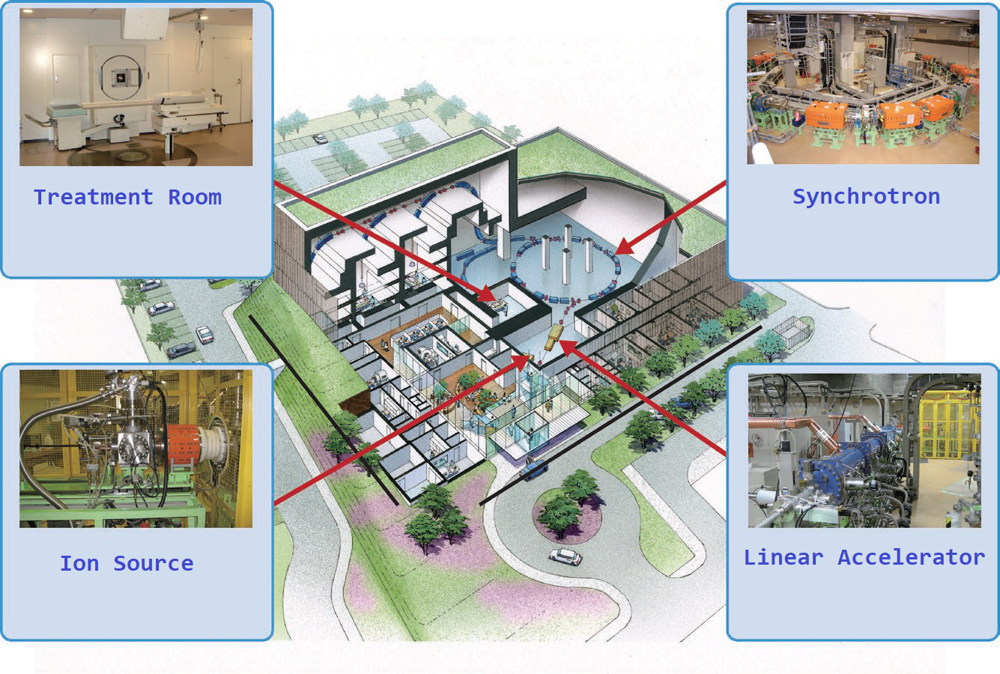 Treatment Room
Synchrotron
Ion Source
Linear Accelerator